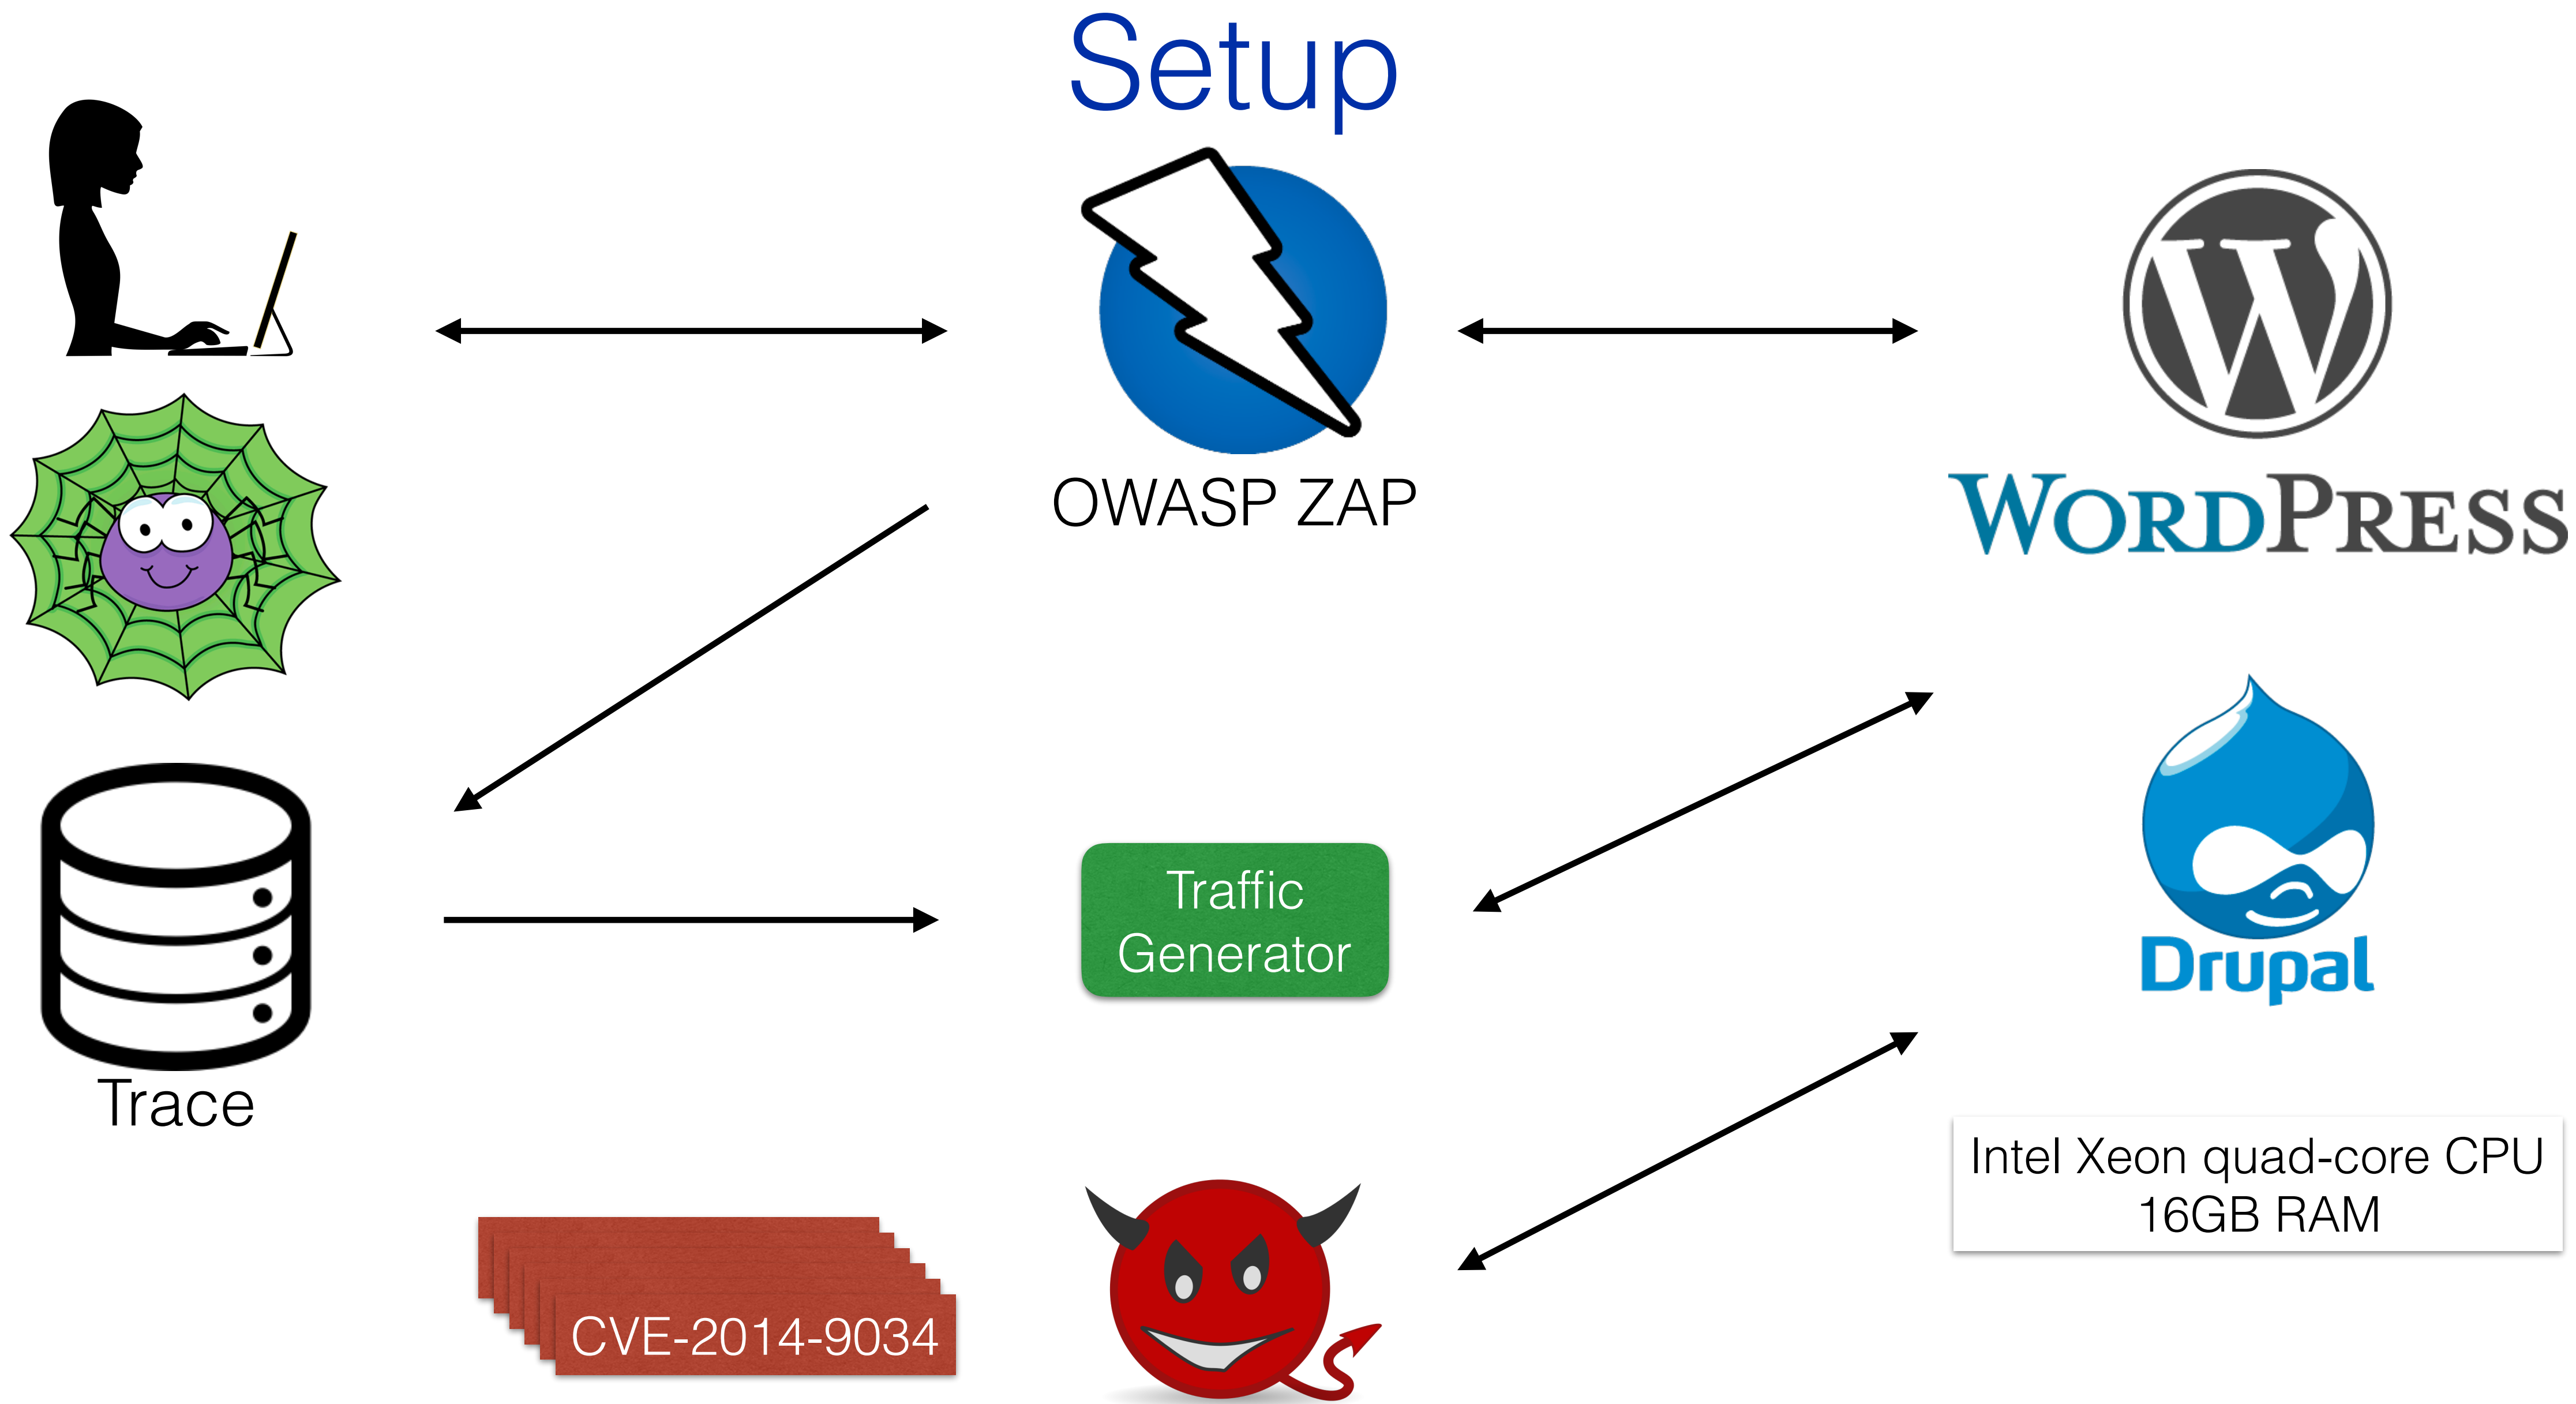 Setup
OWASP ZAP
WORDPRESS
Drupal
Trace
Traffic
Generator
Intel Xeon quad-core CPU
16GB RAM
CVE-2014-9034